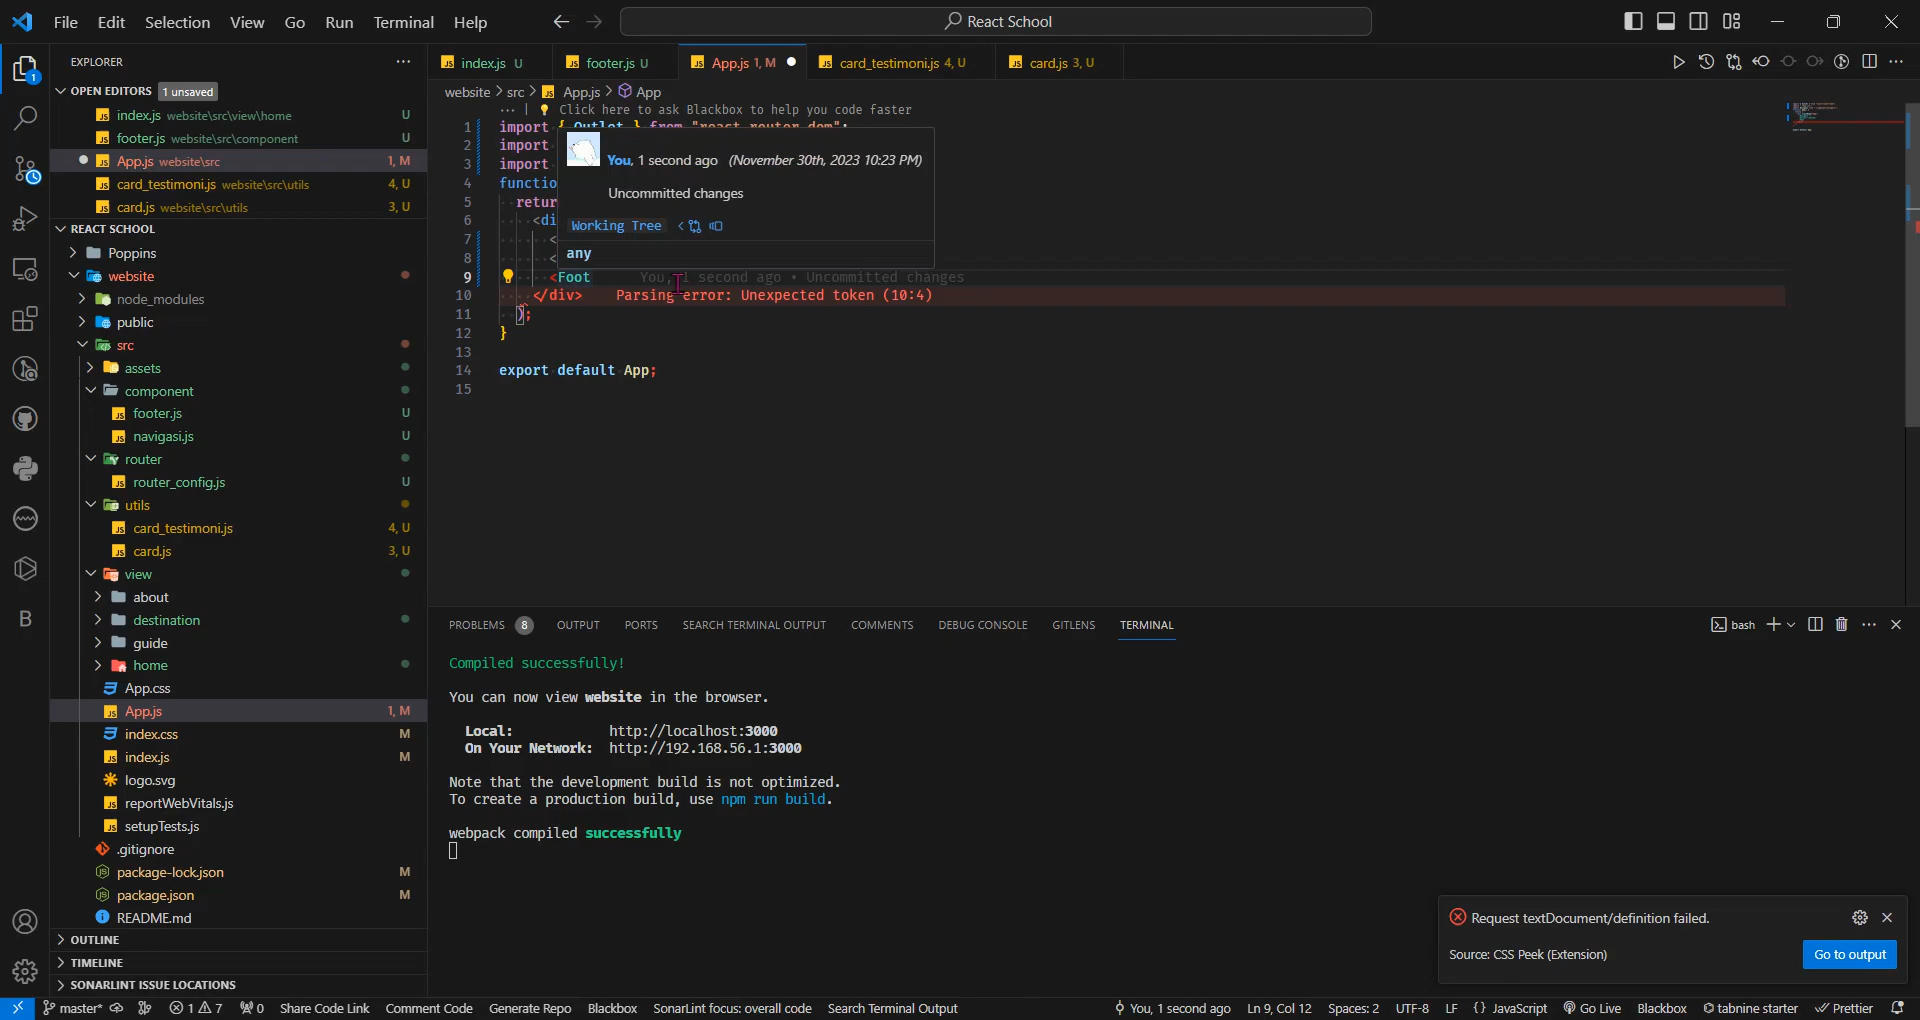 File Edit Selection View Go Run Terminal Help
React School
EXPLORER
OPEN EDITORS 1 unsaved
index.js website\src\view\home U
footer.js website\src\component U
App.js website\src 1, M
card_testimoni.js website\src\utils 4, U
card.js website\src\utils 3, U
REACT SCHOOL
Poppins
website
node_modules
public
src
assets
component
footer.js U
navigasi.js U
router
router_config.js U
utils
card_testimoni.js 4, U
card.js 3, U
view
about
destination
guide
home
App.css
App.js 1, M
index.css M
index.js M
logo.svg
reportWebVitals.js
setupTests.js
.gitignore
package-lock.json M
package.json M
README.md
OUTLINE
TIMELINE
SONARLINT ISSUE LOCATIONS
index.js U footer.js U App.js 1, M card_testimoni.js 4, U card.js 3, U
website > src > App.js > App
Click here to ask Blackbox to help you code faster
1 import { Outlet } from "react-router-dom";
2 import
3 import
4 functio
5 retur
6 <di
7 <
8 <
9 <Foot You, 1 second ago • Uncommitted changes
10 </div> Parsing error: Unexpected token (10:4)
11 );
12 }
13
14 export default App;
15
You, 1 second ago (November 30th, 2023 10:23 PM)
Uncommitted changes
Working Tree
any
PROBLEMS 8 OUTPUT PORTS SEARCH TERMINAL OUTPUT COMMENTS DEBUG CONSOLE GITLENS TERMINAL
bash
Compiled successfully!
You can now view website in the browser.
Local: http://localhost:3000
On Your Network: http://192.168.56.1:3000
Note that the development build is not optimized.
To create a production build, use npm run build.
webpack compiled successfully
Request textDocument/definition failed.
Source: CSS Peek (Extension)
Go to output
master* 1 7 0 Share Code Link Comment Code Generate Repo Blackbox SonarLint focus: overall code Search Terminal Output You, 1 second ago Ln 9, Col 12 Spaces: 2 UTF-8 LF {} JavaScript Go Live Blackbox tabnine starter Prettier